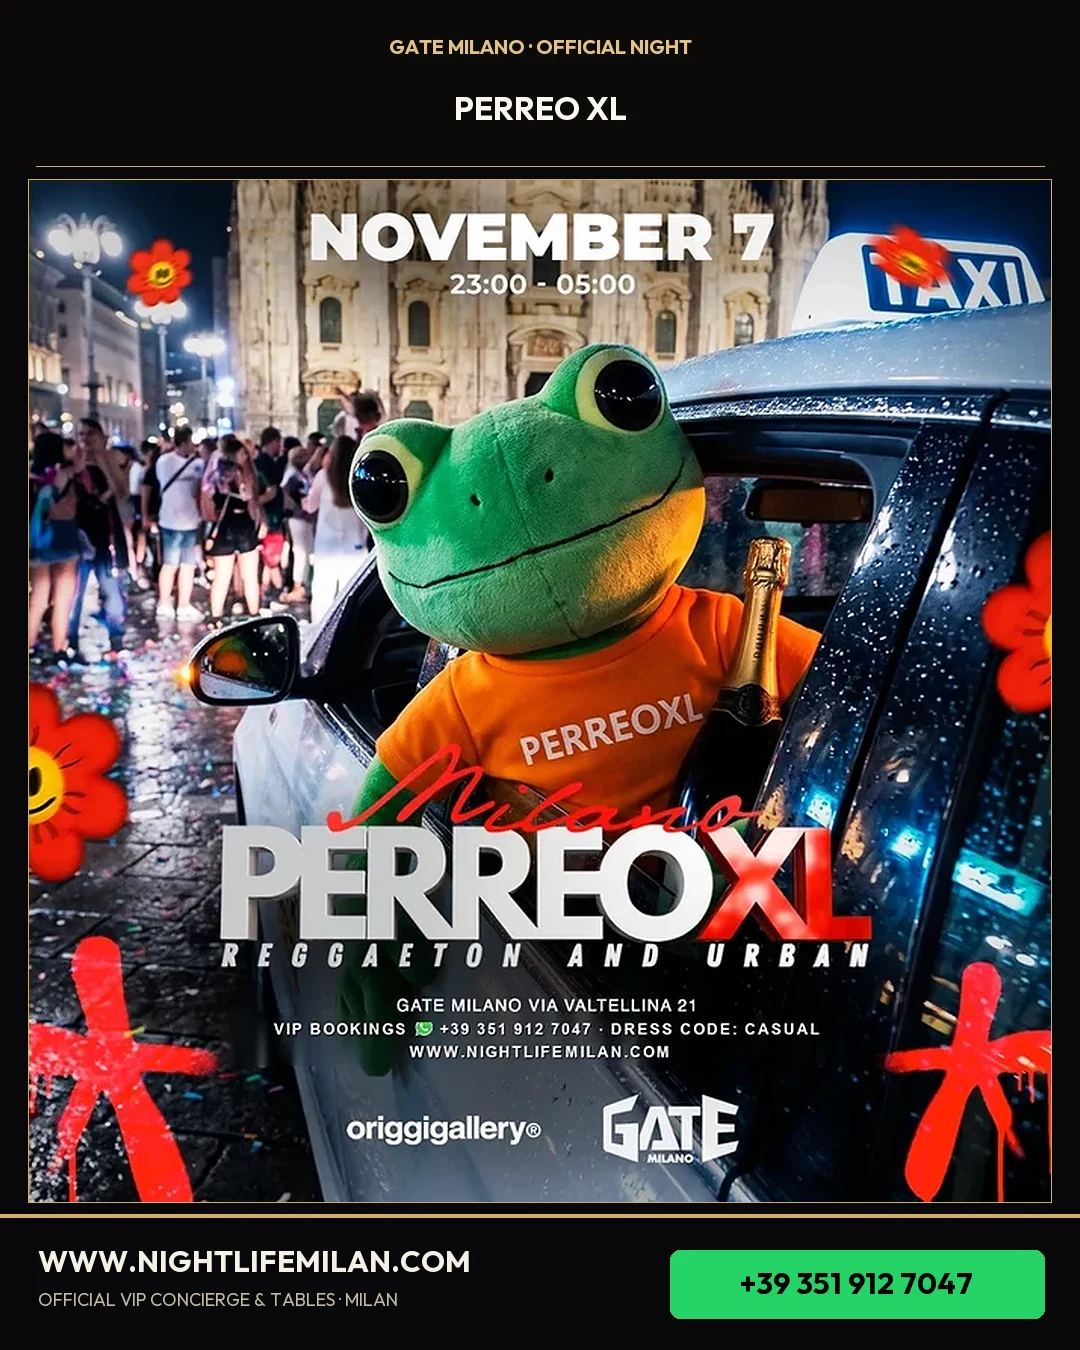 GATE MILANO · OFFICIAL NIGHT
PERREO XL
NOVEMBER 7
23:00 - 05:00
TAXI
PERREOXL
Milano
PERREOXL
REGGAETON AND URBAN
GATE MILANO VIA VALTELLINA 21
VIP BOOKINGS +39 351 912 7047 · DRESS CODE: CASUAL
WWW.NIGHTLIFEMILAN.COM
origgigallery®
GATE
MILANO
WWW.NIGHTLIFEMILAN.COM
OFFICIAL VIP CONCIERGE & TABLES · MILAN
+39 351 912 7047